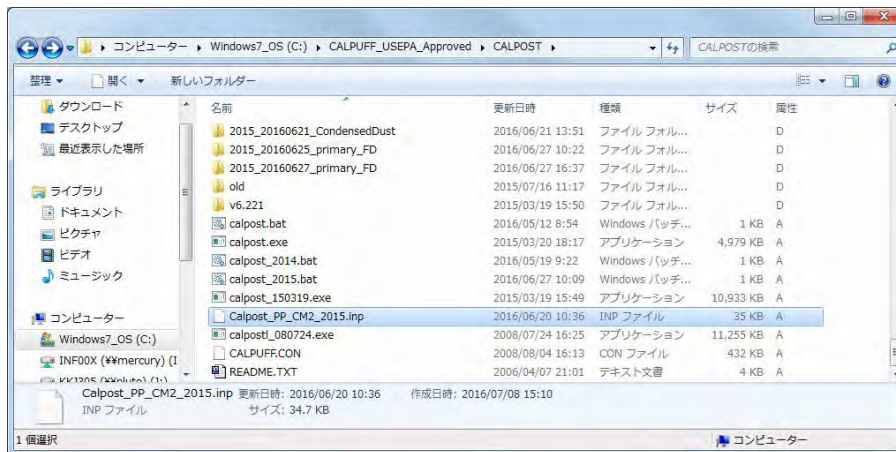 コンピューター ▸ Windows7_OS (C:) ▸ CALPUFF_USEPA_Approved ▸ CALPOST ▸ CALPOSTの検索
整理 ▼ 開く ▼ 新しいフォルダー
ダウンロード
デスクトップ
最近表示した場所
ライブラリ
ドキュメント
ピクチャ
ビデオ
ミュージック
コンピューター
Windows7_OS (C:)
INF00X (¥¥mercury) (I
名前 更新日時 種類 サイズ 属性
2015_20160621_CondensedDust 2016/06/21 13:51 ファイル フォル... D
2015_20160625_primary_FD 2016/06/27 10:22 ファイル フォル... D
2015_20160627_primary_FD 2016/06/27 16:37 ファイル フォル... D
old 2015/07/16 11:17 ファイル フォル... D
v6.221 2015/03/19 15:50 ファイル フォル... D
calpost.bat 2016/05/12 8:54 Windows バッチ... 1 KB A
calpost.exe 2015/03/20 18:17 アプリケーション 4,979 KB A
calpost_2014.bat 2016/05/19 9:22 Windows バッチ... 1 KB A
calpost_2015.bat 2016/06/27 10:09 Windows バッチ... 1 KB A
calpost_150319.exe 2015/03/19 15:49 アプリケーション 10,933 KB A
Calpost_PP_CM2_2015.inp 2016/06/20 10:36 INP ファイル 35 KB A
calpostl_080724.exe 2008/07/24 16:25 アプリケーション 11,255 KB A
CALPUFF.CON 2008/08/04 16:13 CON ファイル 432 KB A
README.TXT 2006/04/07 21:01 テキスト文書 4 KB A
Calpost_PP_CM2_2015.inp 更新日時: 2016/06/20 10:36 作成日時: 2016/07/08 15:10
INP ファイル サイズ: 34.7 KB
1 個選択 コンピューター